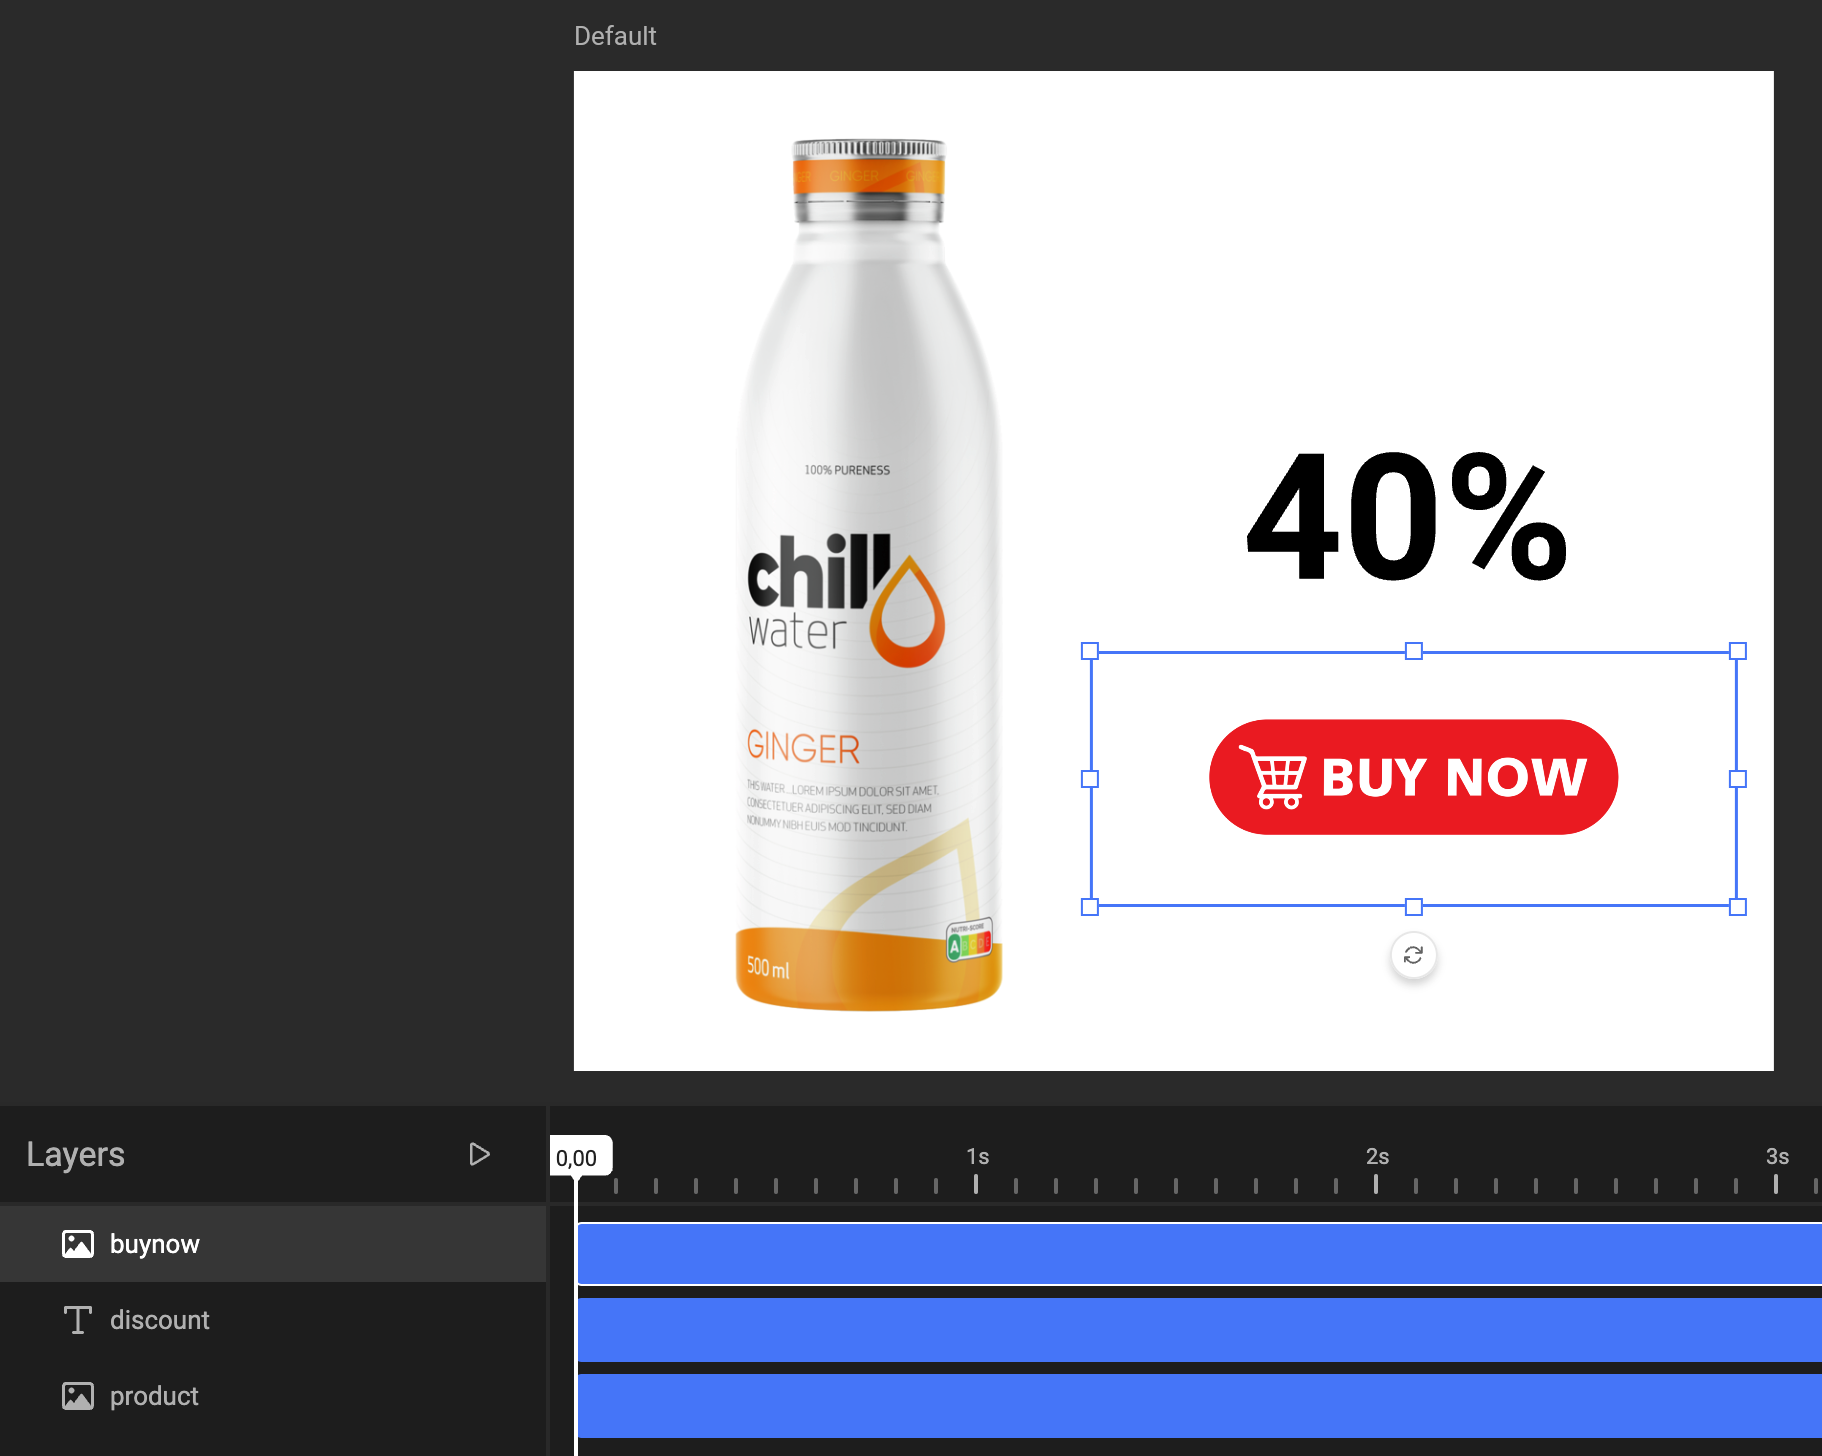 Default
GINGER
100% PURENESS
chill
water
GINGER
THIS WATER...LOREM IPSUM DOLOR SIT AMET,
CONSECTETUER ADIPISCING ELIT, SED DIAM
NONUMMY NIBH EUIS MOD TINCIDUNT.
NUTRI-SCORE
A
500 ml
40%
BUY NOW
Layers
0,00
1s
2s
3s
buynow
discount
product